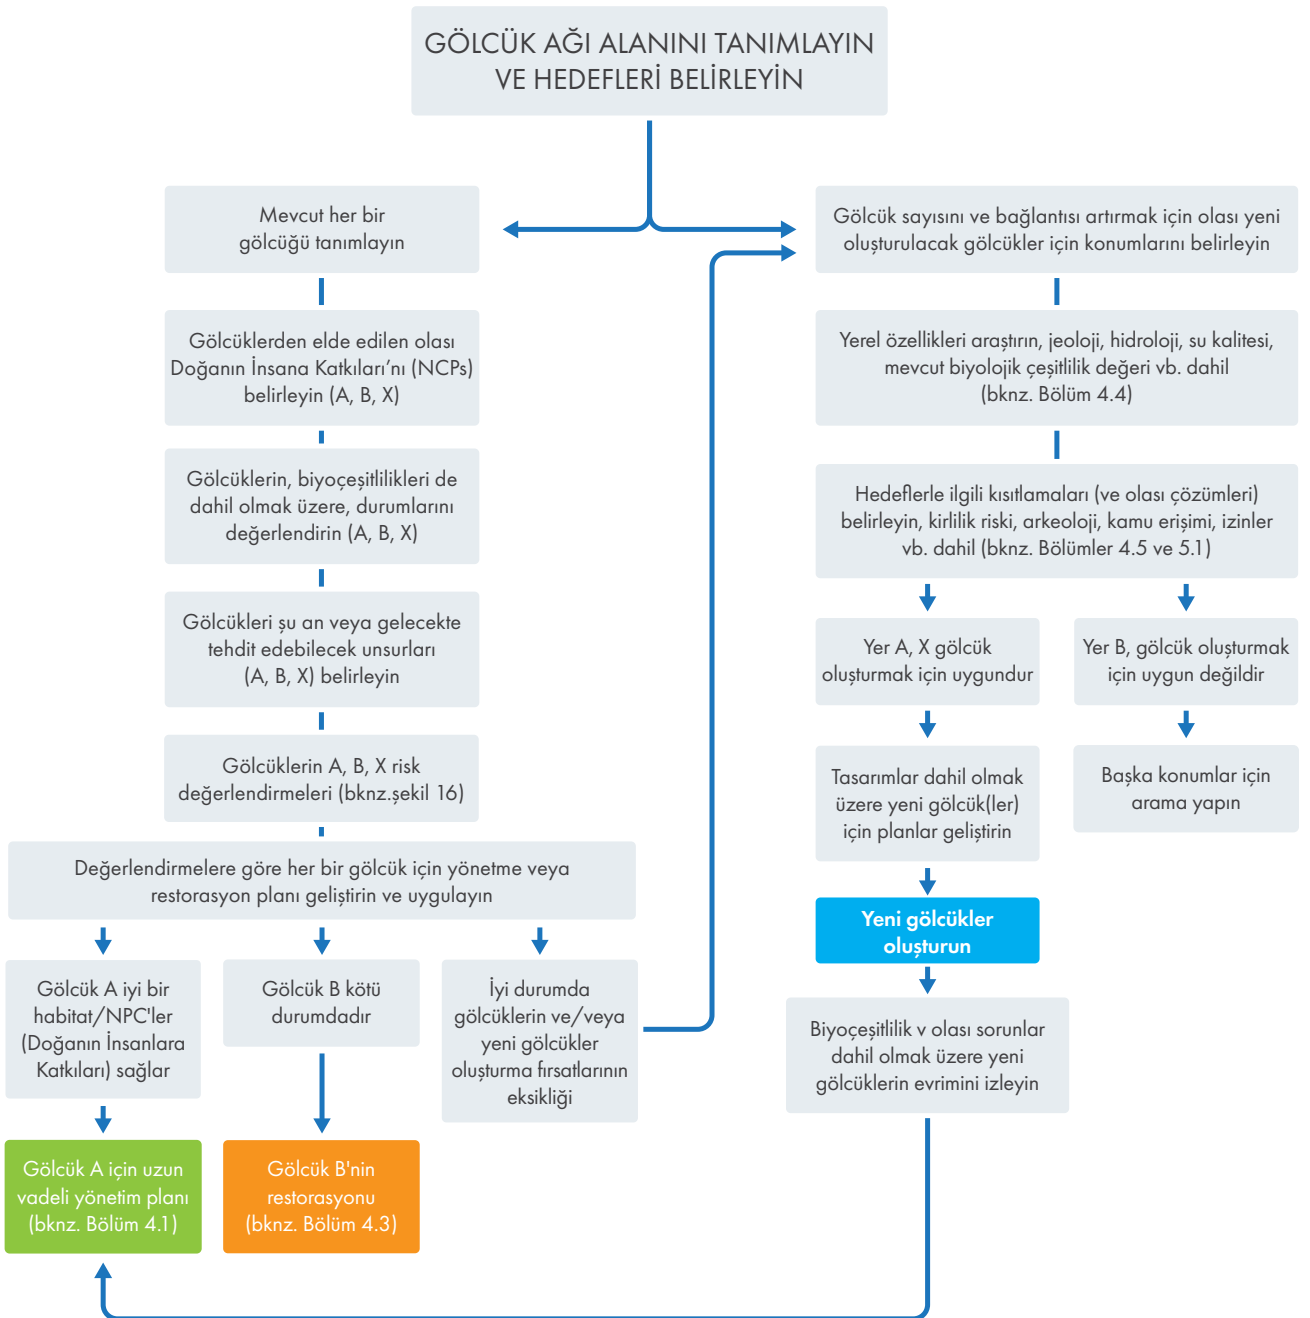 GÖLCÜK AĞI ALANINI TANIMLAYIN
VE HEDEFLERİ BELİRLEYİN
Mevcut her bir
gölcüğü tanımlayın
Gölcüklerden elde edilen olası
Doğanın İnsana Katkıları’nı (NCPs)
belirleyin (A, B, X)
Gölcüklerin, biyoçeşitlilikleri de
dahil olmak üzere, durumlarını
değerlendirin (A, B, X)
Gölcükleri şu an veya gelecekte
tehdit edebilecek unsurları
(A, B, X) belirleyin
Gölcüklerin A, B, X risk
değerlendirmeleri (bknz.şekil 16)
Değerlendirmelere göre her bir gölcük için yönetme veya
restorasyon planı geliştirin ve uygulayın
Gölcük A iyi bir
habitat/NPC'ler
(Doğanın İnsanlara
Katkıları) sağlar
Gölcük B kötü
durumdadır
İyi durumda
gölcüklerin ve/veya
yeni gölcükler
oluşturma fırsatlarının
eksikliği
Gölcük A için uzun
vadeli yönetim planı
(bknz. Bölüm 4.1)
Gölcük B'nin
restorasyonu
(bknz. Bölüm 4.3)
Gölcük sayısını ve bağlantısı artırmak için olası yeni
oluşturulacak gölcükler için konumlarını belirleyin
Yerel özellikleri araştırın, jeoloji, hidroloji, su kalitesi,
mevcut biyolojik çeşitlilik değeri vb. dahil
(bknz. Bölüm 4.4)
Hedeflerle ilgili kısıtlamaları (ve olası çözümleri)
belirleyin, kirlilik riski, arkeoloji, kamu erişimi, izinler
vb. dahil (bknz. Bölümler 4.5 ve 5.1)
Yer A, X gölcük
oluşturmak için uygundur
Yer B, gölcük oluşturmak
için uygun değildir
Tasarımlar dahil olmak
üzere yeni gölcük(ler)
için planlar geliştirin
Başka konumlar için
arama yapın
Yeni gölcükler
oluşturun
Biyoçeşitlilik v olası sorunlar
dahil olmak üzere yeni
gölcüklerin evrimini izleyin